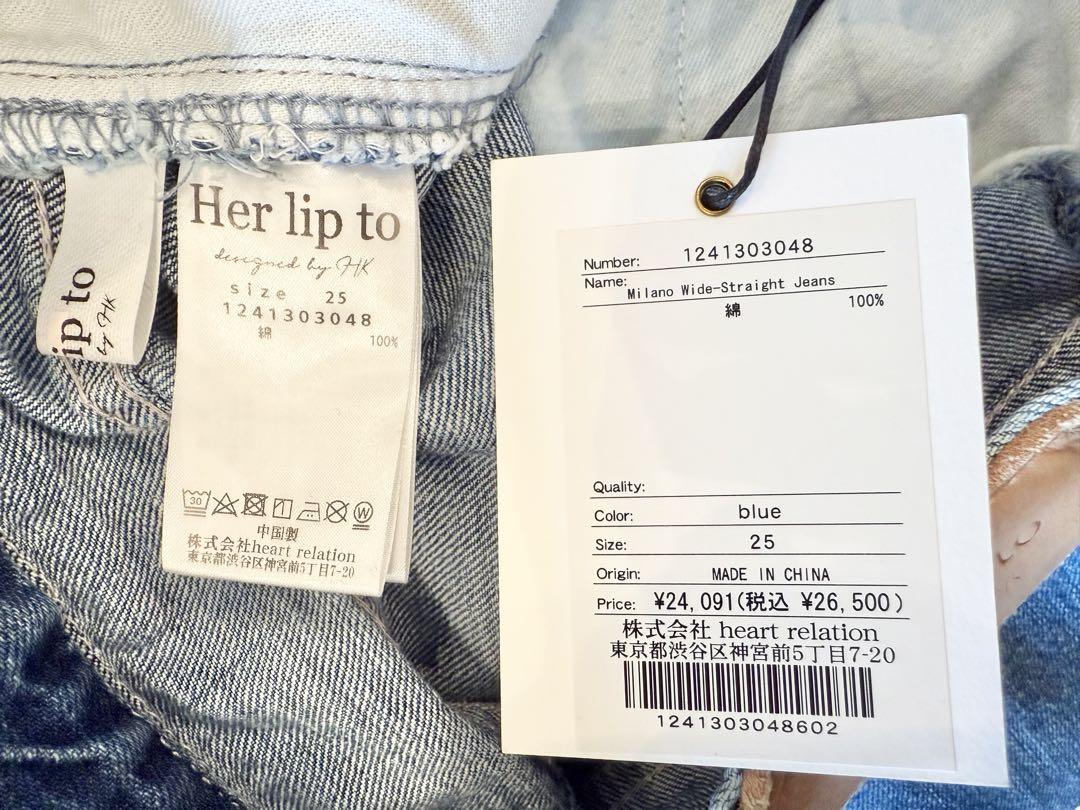 ip to
by HK
Her lip to
designed by HK
size 25
1241303048
綿
100%
30
W
中国製
株式会社heart relation
東京都渋谷区神宮前5丁目7-20
Number: 1241303048
Name: Milano Wide-Straight Jeans
綿 100%
Quality:
Color: blue
Size: 25
Origin: MADE IN CHINA
Price: ¥24,091(税込 ¥26,500)
株式会社 heart relation
東京都渋谷区神宮前5丁目7-20
1241303048602